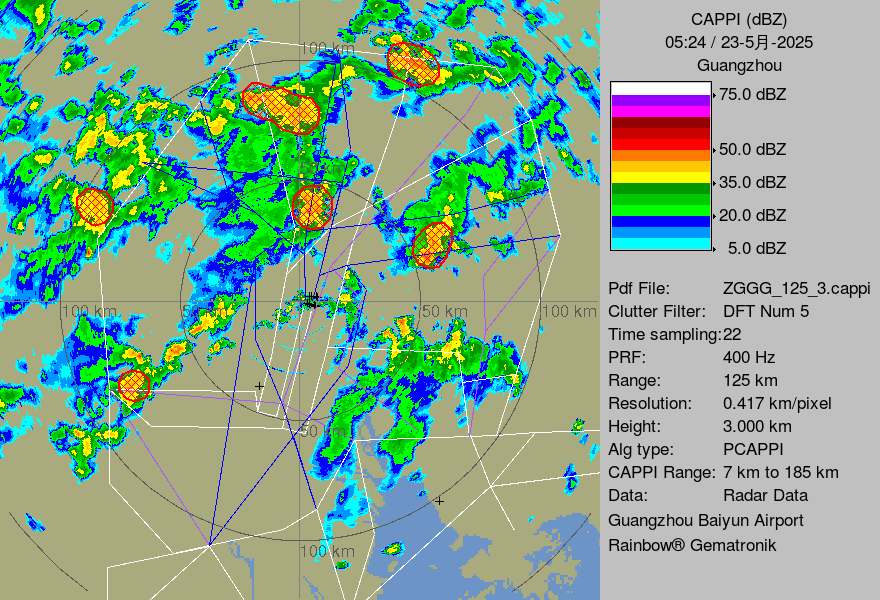 CAPPI (dBZ)
05:24 / 23-5月-2025
Guangzhou
75.0 dBZ
50.0 dBZ
35.0 dBZ
20.0 dBZ
5.0 dBZ
Pdf File: ZGGG_125_3.cappi
Clutter Filter: DFT Num 5
Time sampling:22
PRF: 400 Hz
Range: 125 km
Resolution: 0.417 km/pixel
Height: 3.000 km
Alg type: PCAPPI
CAPPI Range: 7 km to 185 km
Data: Radar Data
Guangzhou Baiyun Airport
Rainbow® Gematronik
100 km
100 km
50 km
100 km
50 km
100 km